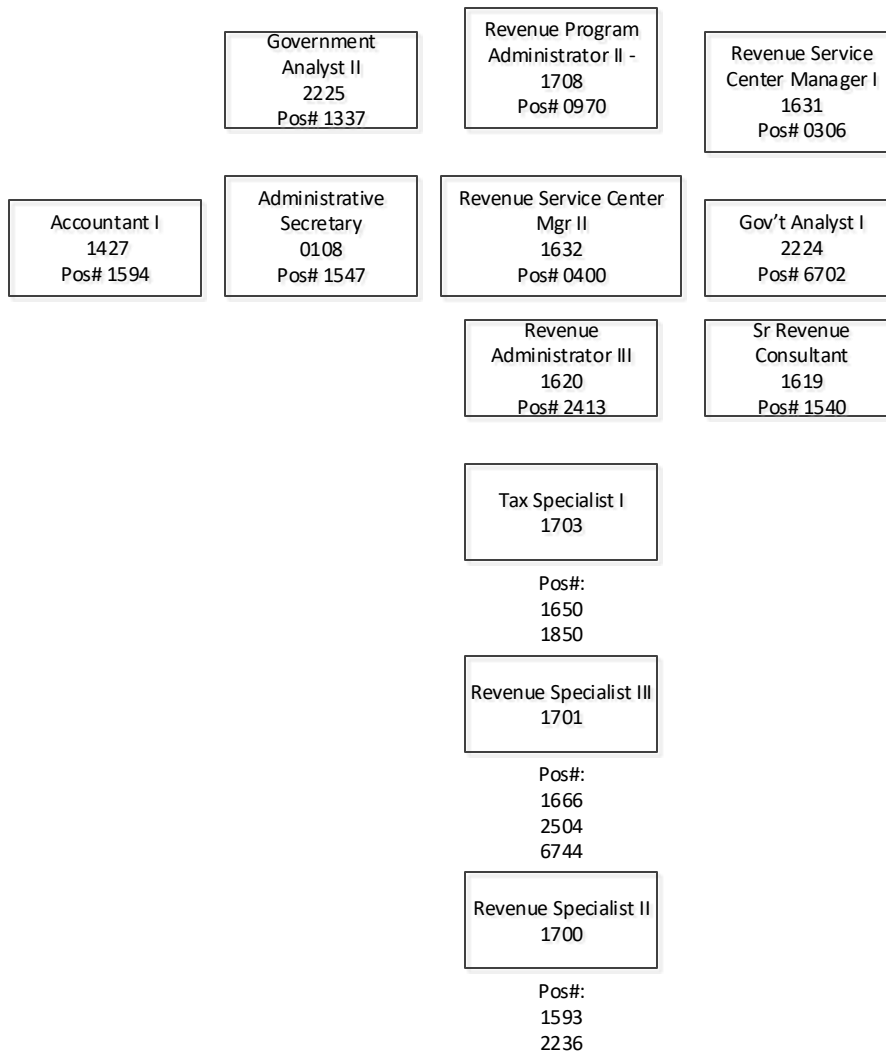 Government
Analyst II
2225
Pos# 1337
Revenue Program
Administrator II -
1708
Pos# 0970
Revenue Service
Center Manager I
1631
Pos# 0306
Accountant I
1427
Pos# 1594
Administrative
Secretary
0108
Pos# 1547
Revenue Service Center
Mgr II
1632
Pos# 0400
Gov’t Analyst I
2224
Pos# 6702
Revenue
Administrator III
1620
Pos# 2413
Sr Revenue
Consultant
1619
Pos# 1540
Tax Specialist I
1703
Pos#:
1650
1850
Revenue Specialist III
1701
Pos#:
1666
2504
6744
Revenue Specialist II
1700
Pos#:
1593
2236